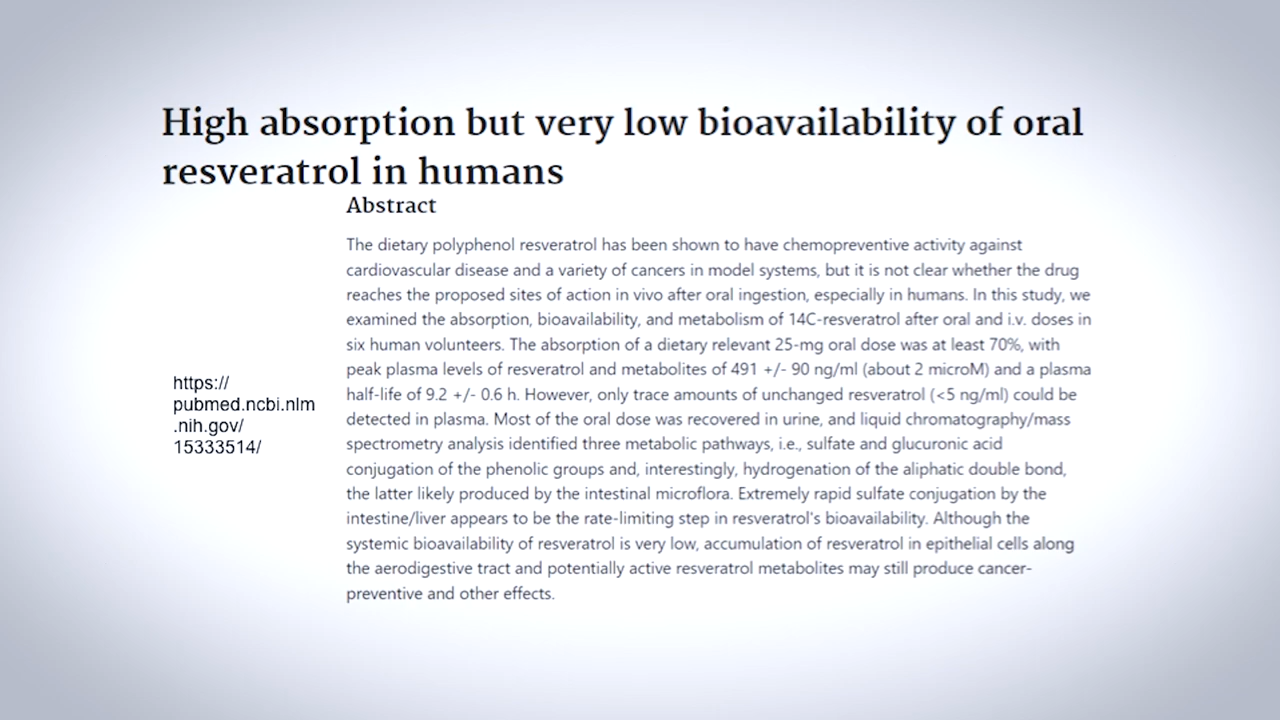 High absorption but very low bioavailability of oral
resveratrol in humans
Abstract
The dietary polyphenol resveratrol has been shown to have chemopreventive activity against
cardiovascular disease and a variety of cancers in model systems, but it is not clear whether the drug
reaches the proposed sites of action in vivo after oral ingestion, especially in humans. In this study, we
examined the absorption, bioavailability, and metabolism of 14C-resveratrol after oral and i.v. doses in
six human volunteers. The absorption of a dietary relevant 25-mg oral dose was at least 70%, with
peak plasma levels of resveratrol and metabolites of 491 +/- 90 ng/ml (about 2 microM) and a plasma
half-life of 9.2 +/- 0.6 h. However, only trace amounts of unchanged resveratrol (<5 ng/ml) could be
detected in plasma. Most of the oral dose was recovered in urine, and liquid chromatography/mass
spectrometry analysis identified three metabolic pathways, i.e., sulfate and glucuronic acid
conjugation of the phenolic groups and, interestingly, hydrogenation of the aliphatic double bond,
the latter likely produced by the intestinal microflora. Extremely rapid sulfate conjugation by the
intestine/liver appears to be the rate-limiting step in resveratrol's bioavailability. Although the
systemic bioavailability of resveratrol is very low, accumulation of resveratrol in epithelial cells along
the aerodigestive tract and potentially active resveratrol metabolites may still produce cancer-
preventive and other effects.
https://
pubmed.ncbi.nlm
.nih.gov/
15333514/